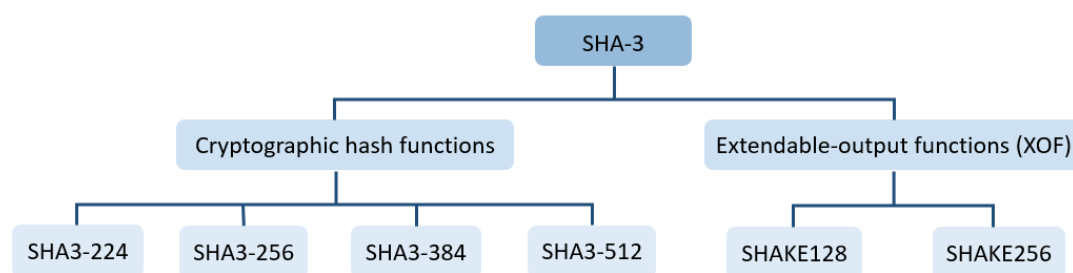 SHA-3
Cryptographic hash functions
Extendable-output functions (XOF)
SHA3-224
SHA3-256
SHA3-384
SHA3-512
SHAKE128
SHAKE256